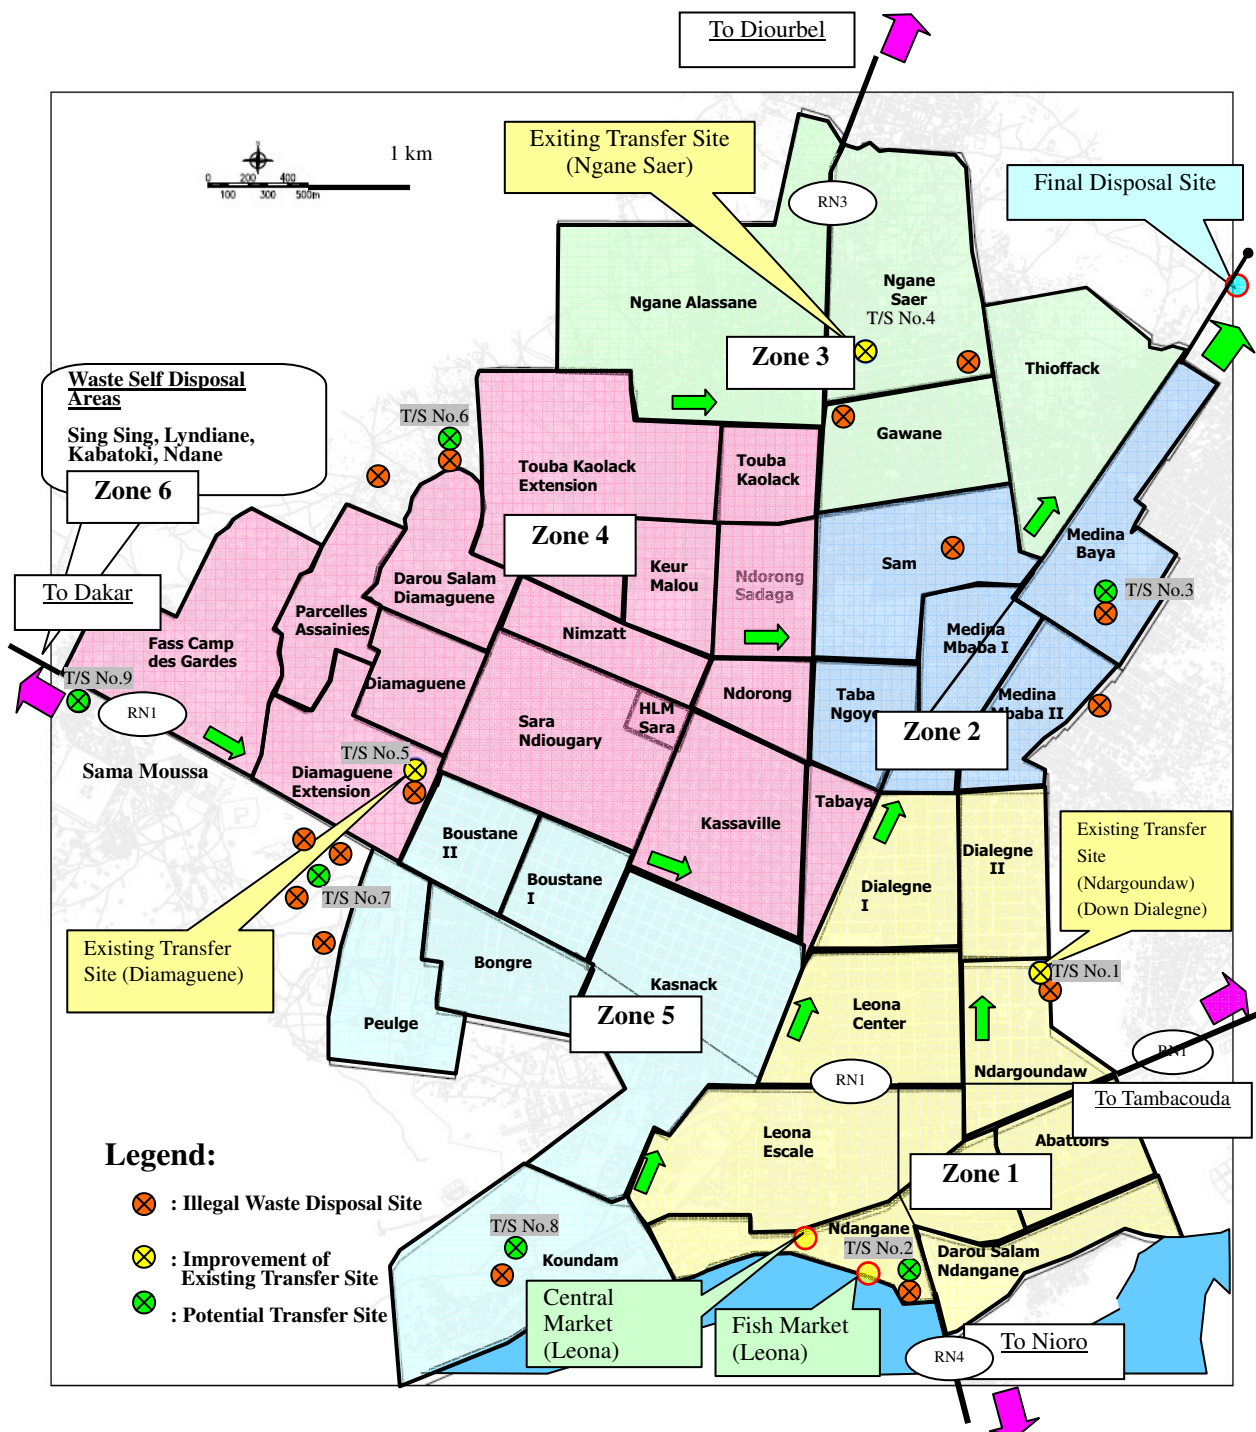 To Diourbel
1 km
N
0 200 400
100 300 500m
Exiting Transfer Site
(Ngane Saer)
RN3
Final Disposal Site
Ngane Alassane
Ngane
Saer
T/S No.4
Zone 3
Thioffack
Gawane
Waste Self Disposal
Areas
Sing Sing, Lyndiane,
Kabatoki, Ndane
Zone 6
To Dakar
T/S No.6
Touba Kaolack
Extension
Touba
Kaolack
Zone 4
Keur
Malou
Ndorong
Sadaga
Sam
Medina
Baya
T/S No.3
Darou Salam
Diamaguene
Parcelles
Assainies
Fass Camp
des Gardes
Nimzatt
Medina
Mbaba I
Medina
Mbaba II
Diamaguene
T/S No.9
RN1
Sama Moussa
HLM
Sara
Ndorong
Taba
Ngoye
Zone 2
Sara
Ndiougary
T/S No.5
Diamaguene
Extension
Tabaya
Kassaville
Boustane
II
Boustane
I
Dialegne
I
Dialegne
II
Existing Transfer
Site
(Ndargoundaw)
(Down Dialegne)
T/S No.7
Existing Transfer
Site (Diamaguene)
Bongre
Kasnack
T/S No.1
Peulge
Zone 5
Leona
Center
RN1
Ndargoundaw
RN1
To Tambacouda
Leona
Escale
Abattoirs
Zone 1
Legend:
: Illegal Waste Disposal Site
: Improvement of
Existing Transfer Site
: Potential Transfer Site
T/S No.8
Koundam
Ndangane
T/S No.2
Darou Salam
Ndangane
Central
Market
(Leona)
Fish Market
(Leona)
RN4
To Nioro